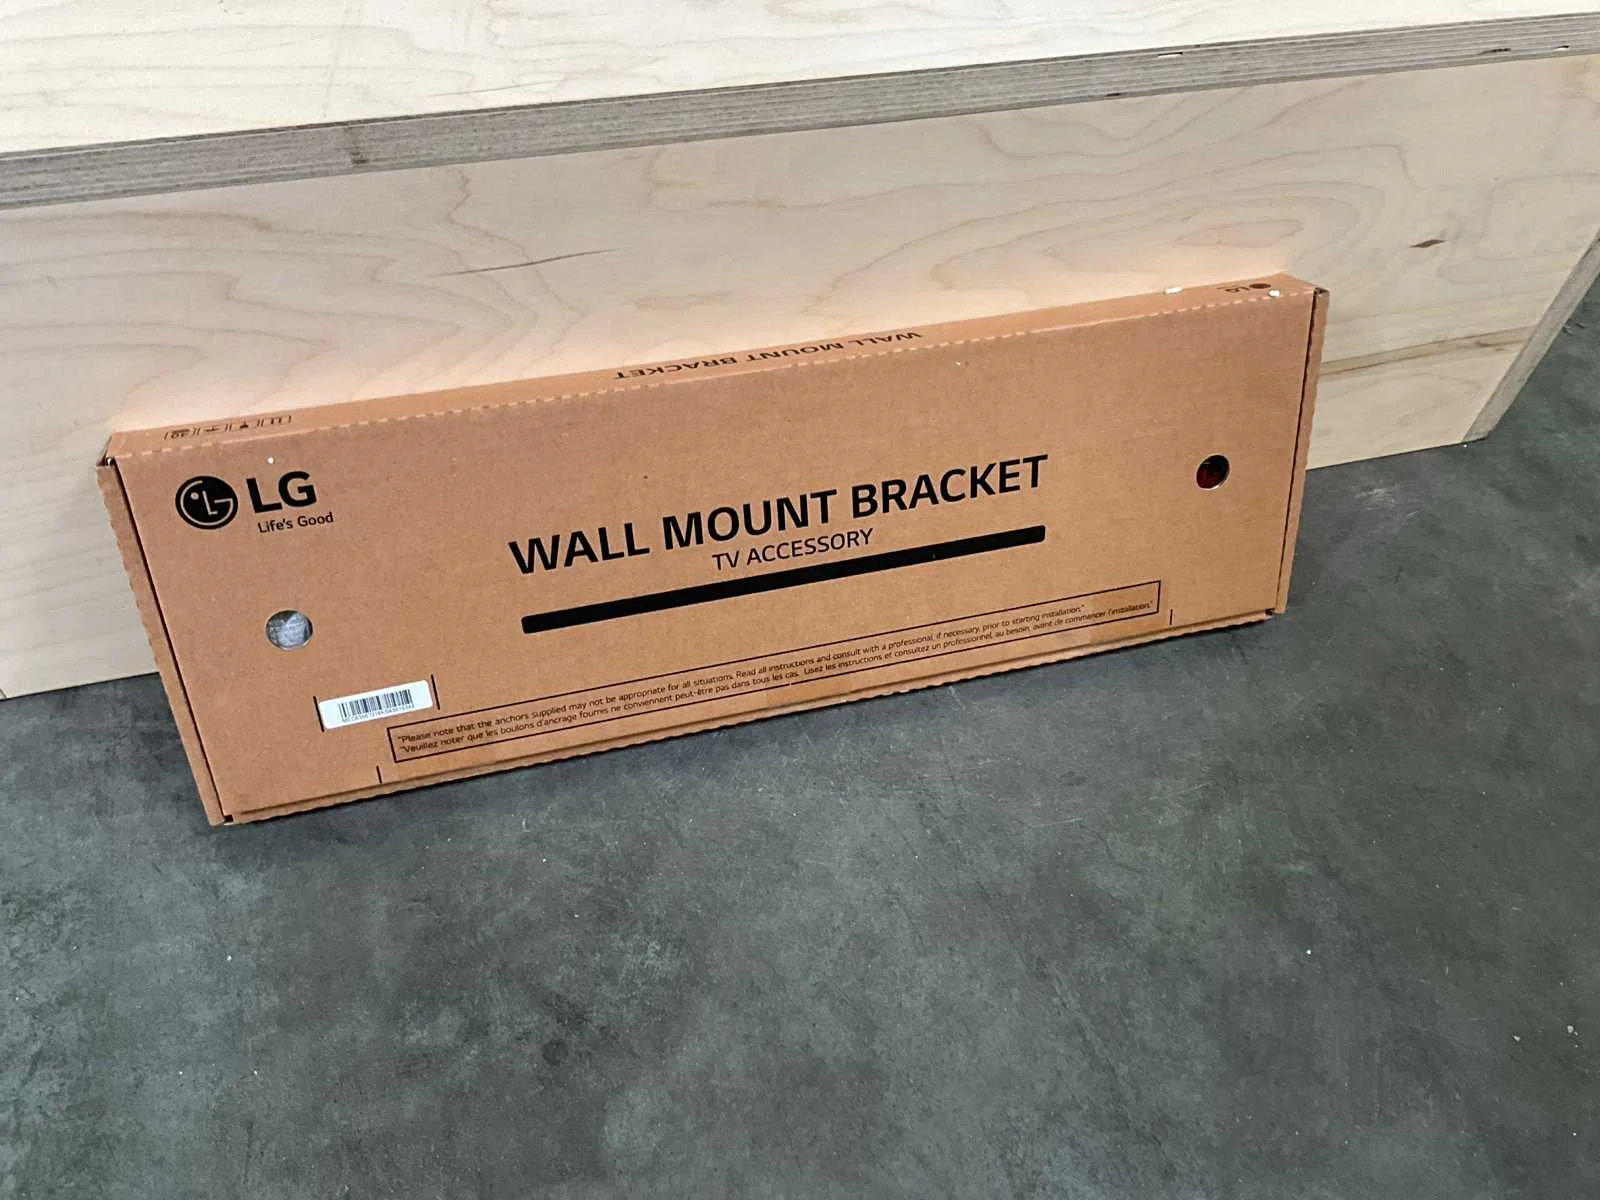 WALL MOUNT BRACKET
LG
LG
Life's Good
WALL MOUNT BRACKET
TV ACCESSORY
"Please note that the anchors supplied may not be appropriate for all situations. Read all instructions and consult with a professional, if necessary, prior to starting installation."
"Veuillez noter que les boulons d'ancrage fournis ne conviennent peut-être pas dans tous les cas. Lisez les instructions et consultez un professionnel, au besoin, avant de commencer l'installation."